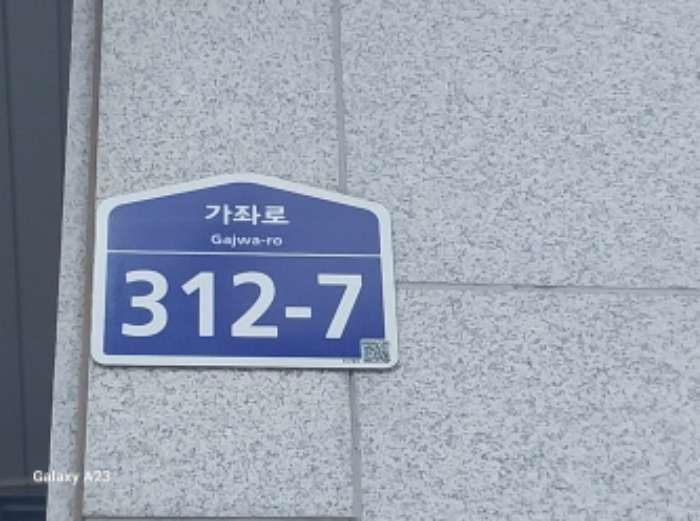 가좌로
Gajwa-ro
312-7
Galaxy A23